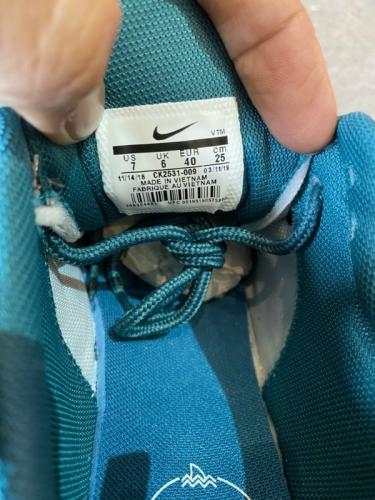 VTM
US UK EUR cm
7 6 40 25
11/14/18 CK2531-009 03/11/19
MADE IN VIETNAM
FABRIQUE AU VIETNAM